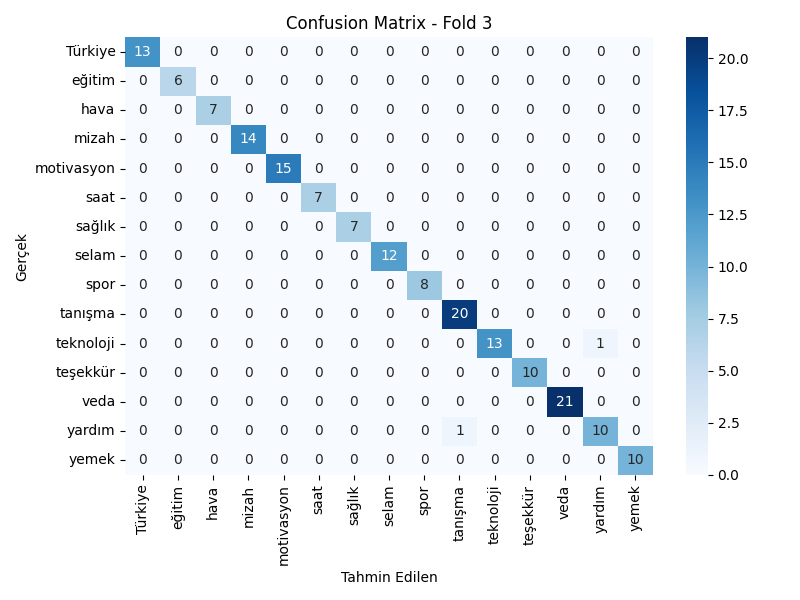 Confusion Matrix - Fold 3
Türkiye 13 0 0 0 0 0 0 0 0 0 0 0 0 0 0
eğitim 0 6 0 0 0 0 0 0 0 0 0 0 0 0 0
hava 0 0 7 0 0 0 0 0 0 0 0 0 0 0 0
mizah 0 0 0 14 0 0 0 0 0 0 0 0 0 0 0
motivasyon 0 0 0 0 15 0 0 0 0 0 0 0 0 0 0
saat 0 0 0 0 0 7 0 0 0 0 0 0 0 0 0
sağlık 0 0 0 0 0 0 7 0 0 0 0 0 0 0 0
selam 0 0 0 0 0 0 0 12 0 0 0 0 0 0 0
spor 0 0 0 0 0 0 0 0 8 0 0 0 0 0 0
tanışma 0 0 0 0 0 0 0 0 0 20 0 0 0 0 0
teknoloji 0 0 0 0 0 0 0 0 0 0 13 0 0 1 0
teşekkür 0 0 0 0 0 0 0 0 0 0 0 10 0 0 0
veda 0 0 0 0 0 0 0 0 0 0 0 0 21 0 0
yardım 0 0 0 0 0 0 0 0 0 1 0 0 0 10 0
yemek 0 0 0 0 0 0 0 0 0 0 0 0 0 0 10
Türkiye eğitim hava mizah motivasyon saat sağlık selam spor tanışma teknoloji teşekkür veda yardım yemek
Tahmin Edilen
Gerçek
20.0
17.5
15.0
12.5
10.0
7.5
5.0
2.5
0.0